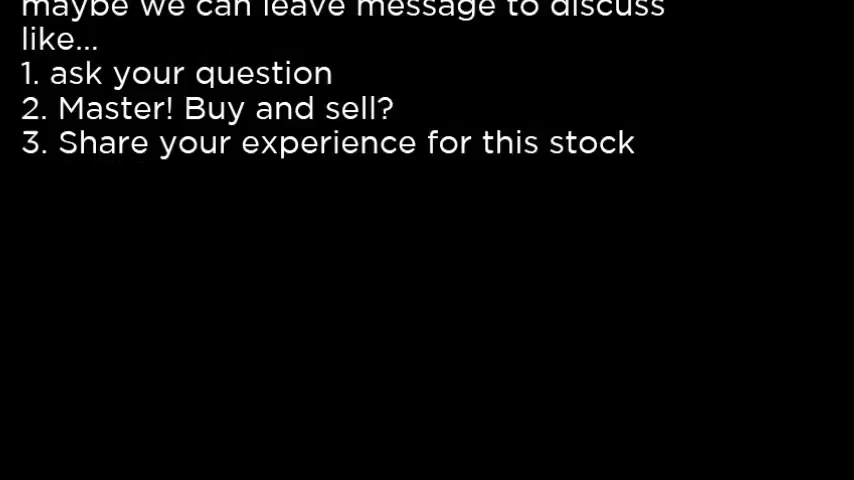 maybe we can leave message to discuss
like...
1. ask your question
2. Master! Buy and sell?
3. Share your experience for this stock